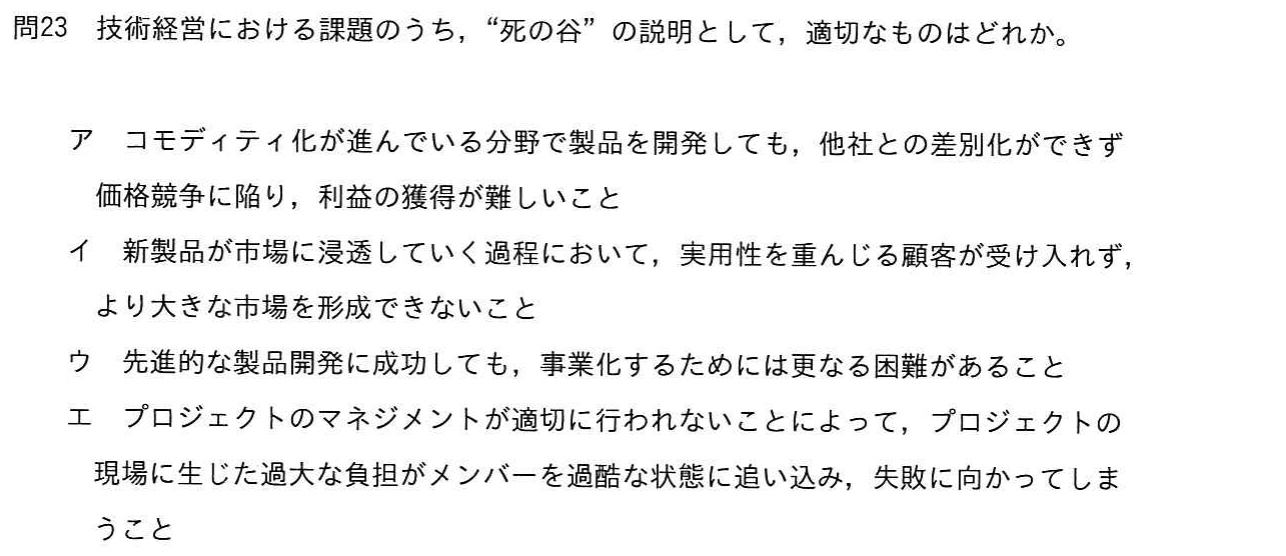 問23　技術経営における課題のうち，“死の谷” の説明として，適切なものはどれか。
ア　コモディティ化が進んでいる分野で製品を開発しても，他社との差別化ができず
価格競争に陥り，利益の獲得が難しいこと
イ　新製品が市場に浸透していく過程において，実用性を重んじる顧客が受け入れず，
より大きな市場を形成できないこと
ウ　先進的な製品開発に成功しても，事業化するためには更なる困難があること
エ　プロジェクトのマネジメントが適切に行われないことによって，プロジェクトの
現場に生じた過大な負担がメンバーを過酷な状態に追い込み，失敗に向かってしま
うこと